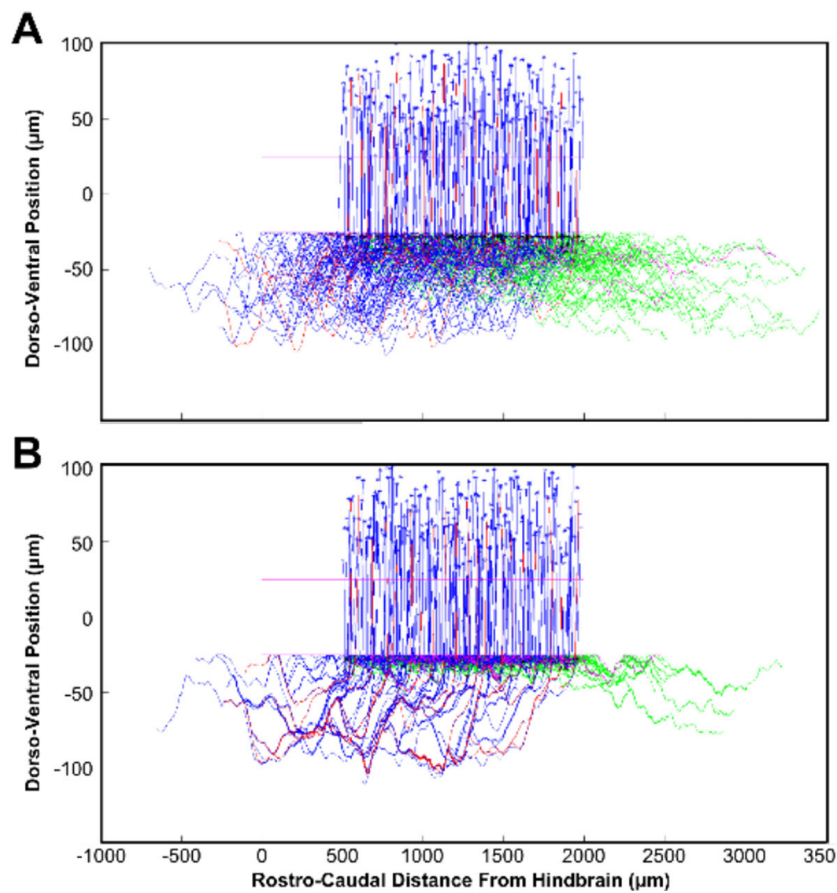 A
100
50
0
-50
-100
Dorso-Ventral Position (µm)
B
100
50
0
-50
-100
Dorso-Ventral Position (µm)
-1000 -500 0 500 1000 1500 2000 2500 3000 350
Rostro-Caudal Distance From Hindbrain (µm)